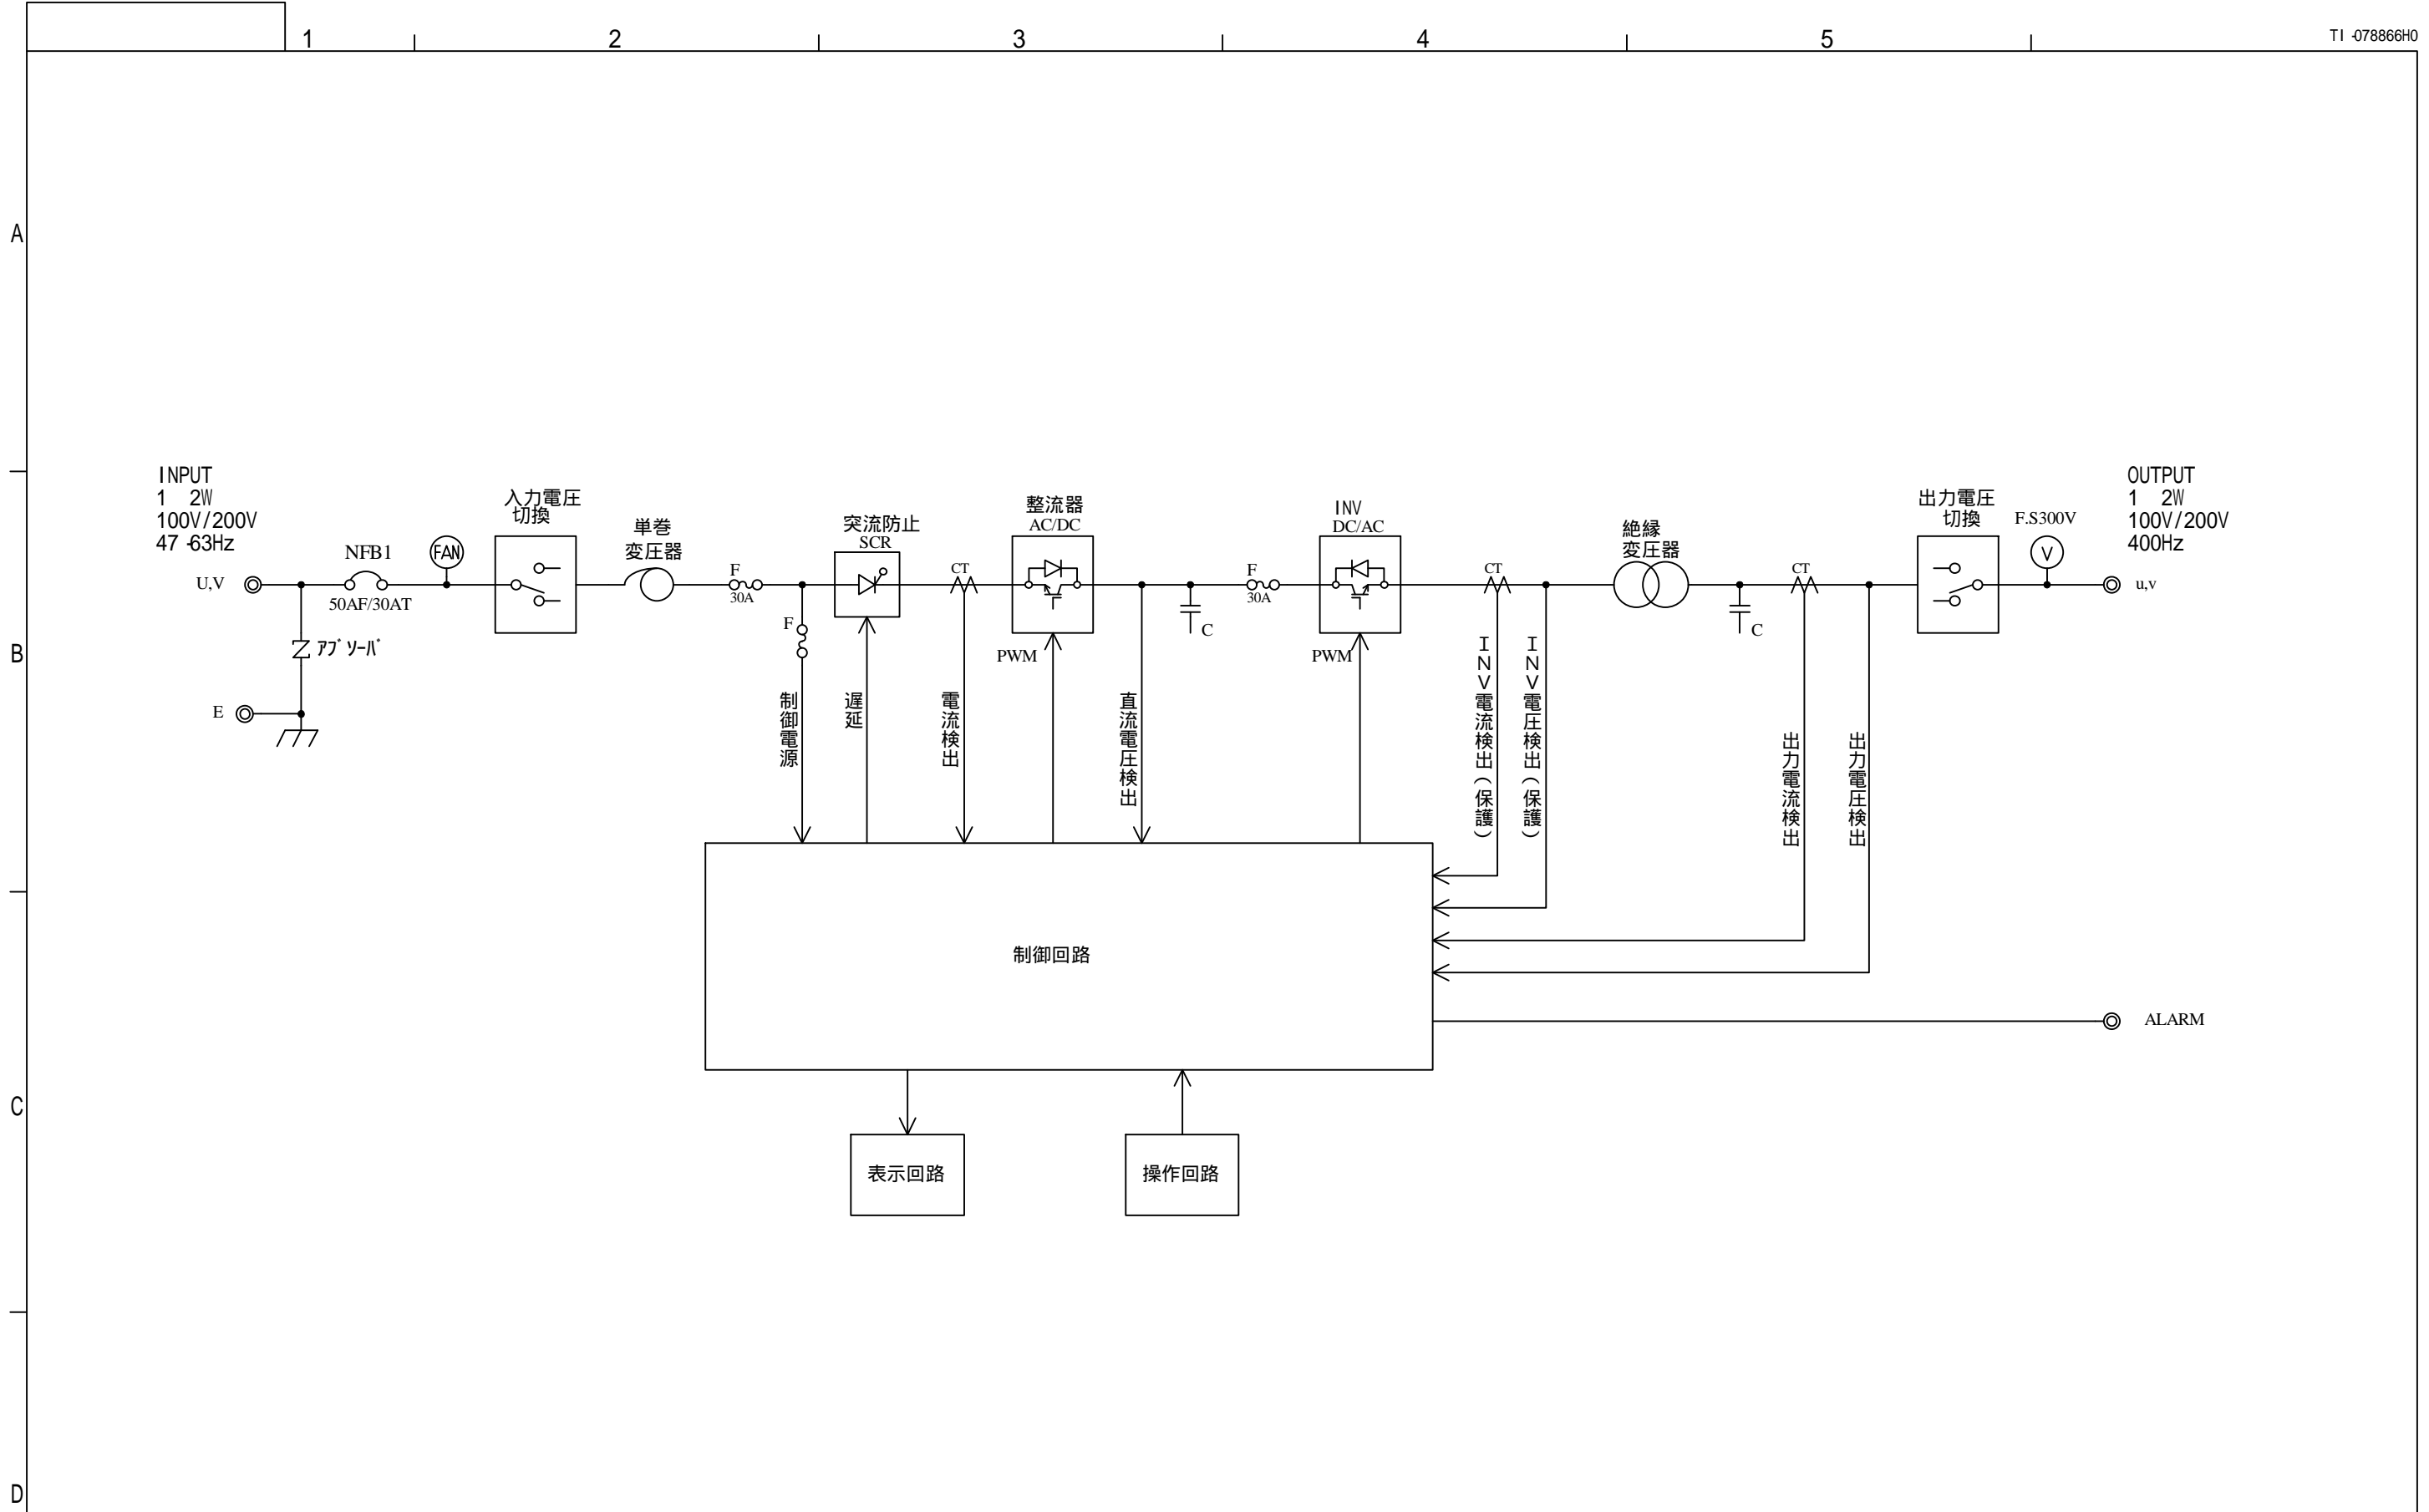 1 2 3 4 5
TI-078866H0
A
B
C
D
INPUT
1 2W
100V/200V
47-63Hz
U,V
E
アブソーバ
NFB1
50AF/30AT
FAN
入力電圧
切換
単巻
変圧器
F
30A
F
制御電源
突流防止
SCR
遅延
CT
電流検出
整流器
AC/DC
PWM
直流電圧検出
C
F
30A
INV
DC/AC
PWM
CT
INV電流検出(保護)
INV電圧検出(保護)
絶縁
変圧器
C
CT
出力電流検出
出力電圧検出
出力電圧
切換
F.S300V
V
OUTPUT
1 2W
100V/200V
400Hz
u,v
制御回路
ALARM
表示回路
操作回路